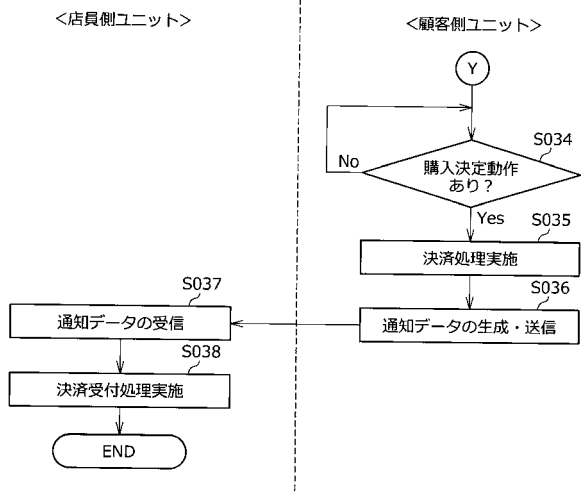 <店員側ユニット>
<顧客側ユニット>
Y
S034
購入決定動作
あり？
No
Yes
S035
決済処理実施
S036
通知データの生成・送信
S037
通知データの受信
S038
決済受付処理実施
END